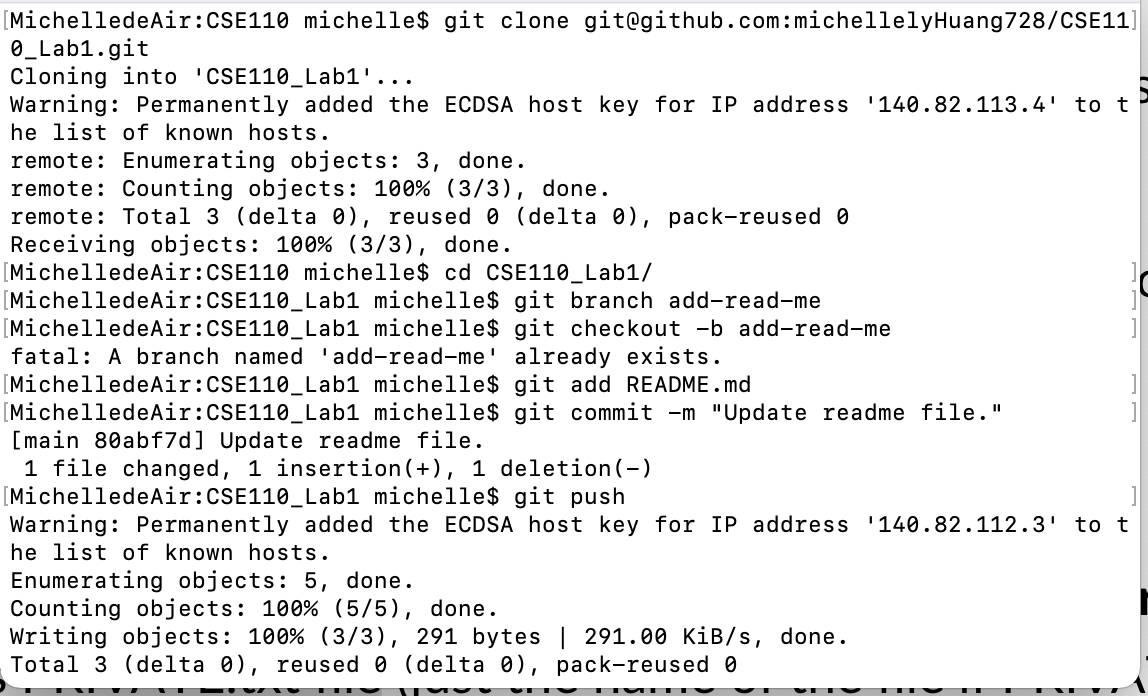 [MichelledeAir:CSE110 michelle$ git clone git@github.com:michellelyHuang728/CSE11]
0_Lab1.git
Cloning into 'CSE110_Lab1'...
Warning: Permanently added the ECDSA host key for IP address '140.82.113.4' to t
he list of known hosts.
remote: Enumerating objects: 3, done.
remote: Counting objects: 100% (3/3), done.
remote: Total 3 (delta 0), reused 0 (delta 0), pack-reused 0
Receiving objects: 100% (3/3), done.
[MichelledeAir:CSE110 michelle$ cd CSE110_Lab1/ ]
[MichelledeAir:CSE110_Lab1 michelle$ git branch add-read-me ]
[MichelledeAir:CSE110_Lab1 michelle$ git checkout -b add-read-me ]
fatal: A branch named 'add-read-me' already exists.
[MichelledeAir:CSE110_Lab1 michelle$ git add README.md ]
[MichelledeAir:CSE110_Lab1 michelle$ git commit -m "Update readme file." ]
[main 80abf7d] Update readme file.
 1 file changed, 1 insertion(+), 1 deletion(-)
[MichelledeAir:CSE110_Lab1 michelle$ git push ]
Warning: Permanently added the ECDSA host key for IP address '140.82.112.3' to t
he list of known hosts.
Enumerating objects: 5, done.
Counting objects: 100% (5/5), done.
Writing objects: 100% (3/3), 291 bytes | 291.00 KiB/s, done.
Total 3 (delta 0), reused 0 (delta 0), pack-reused 0